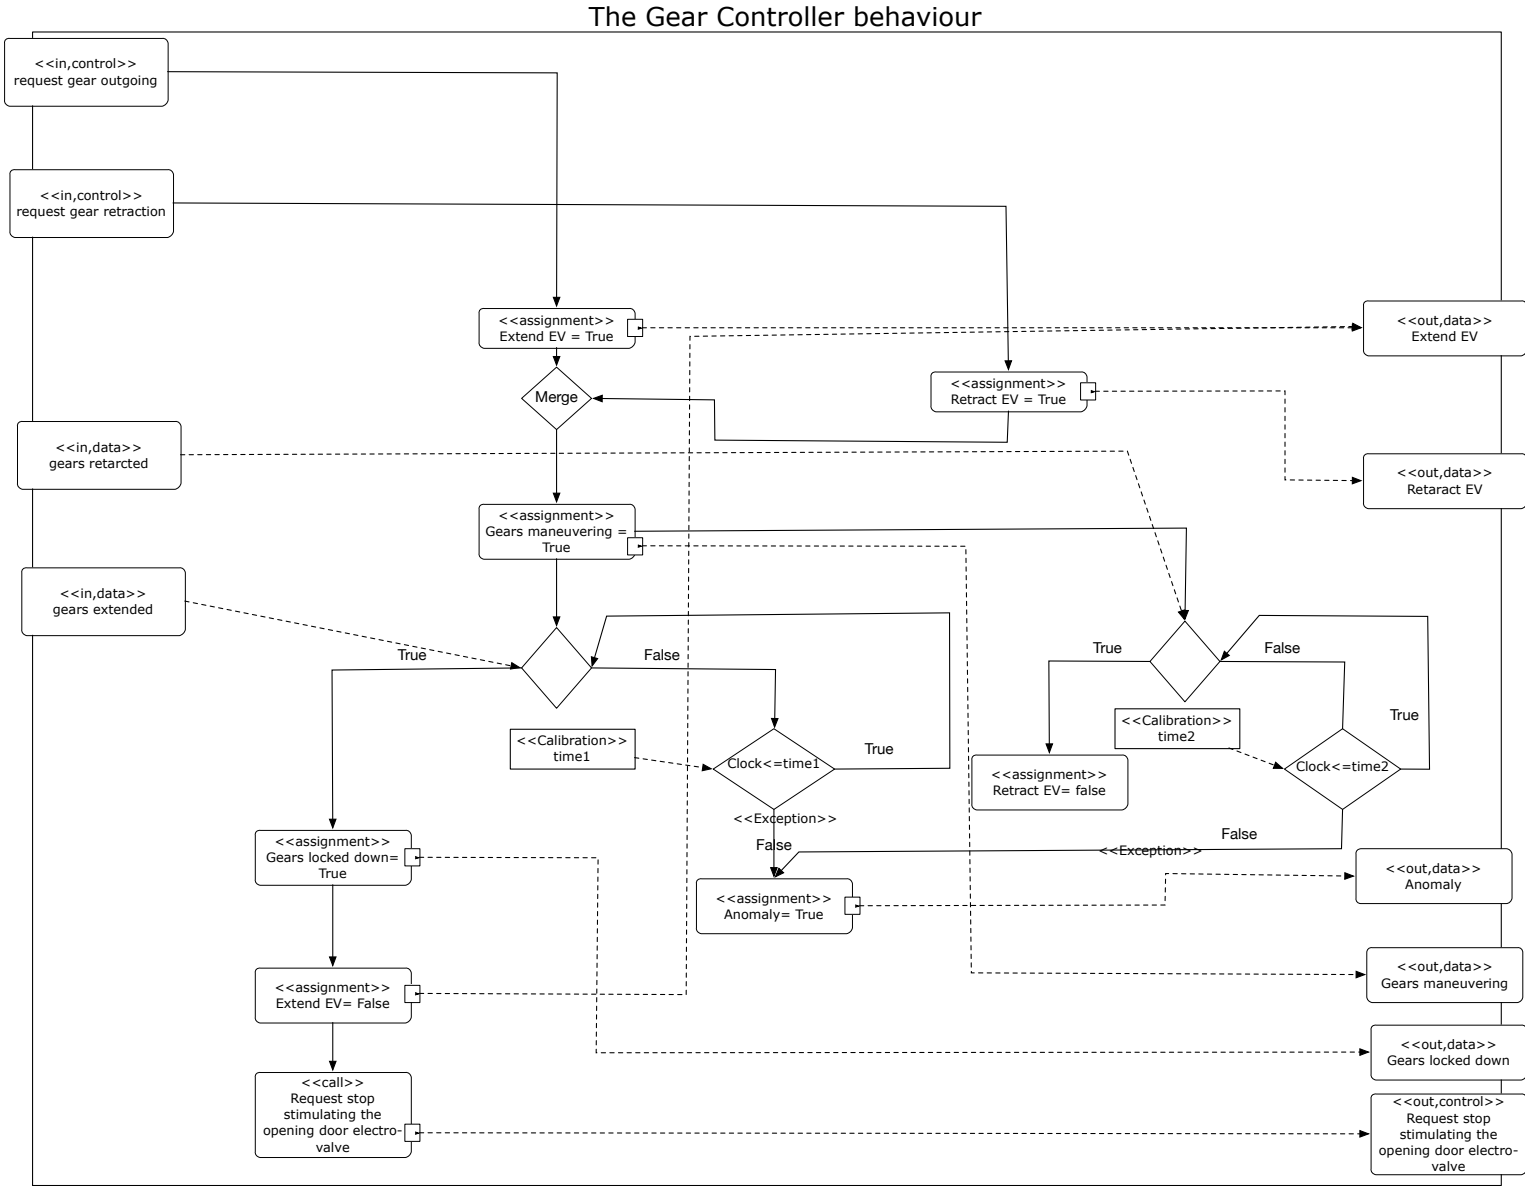 The Gear Controller behaviour
<<in,control>>
request gear outgoing
<<in,control>>
request gear retraction
<<assignment>>
Extend EV = True
<<out,data>>
Extend EV
Merge
<<assignment>>
Retract EV = True
<<in,data>>
gears retarcted
<<out,data>>
Retaract EV
<<assignment>>
Gears maneuvering =
True
<<in,data>>
gears extended
True
False
True
False
<<Calibration>>
time1
Clock<=time1
True
<<Calibration>>
time2
True
Clock<=time2
<<assignment>>
Retract EV= false
<<Exception>>
False
False
<<Exception>>
<<assignment>>
Gears locked down=
True
<<assignment>>
Anomaly= True
<<out,data>>
Anomaly
<<assignment>>
Extend EV= False
<<out,data>>
Gears maneuvering
<<out,data>>
Gears locked down
<<call>>
Request stop
stimulating the
opening door electro-
valve
<<out,control>>
Request stop
stimulating the
opening door electro-
valve